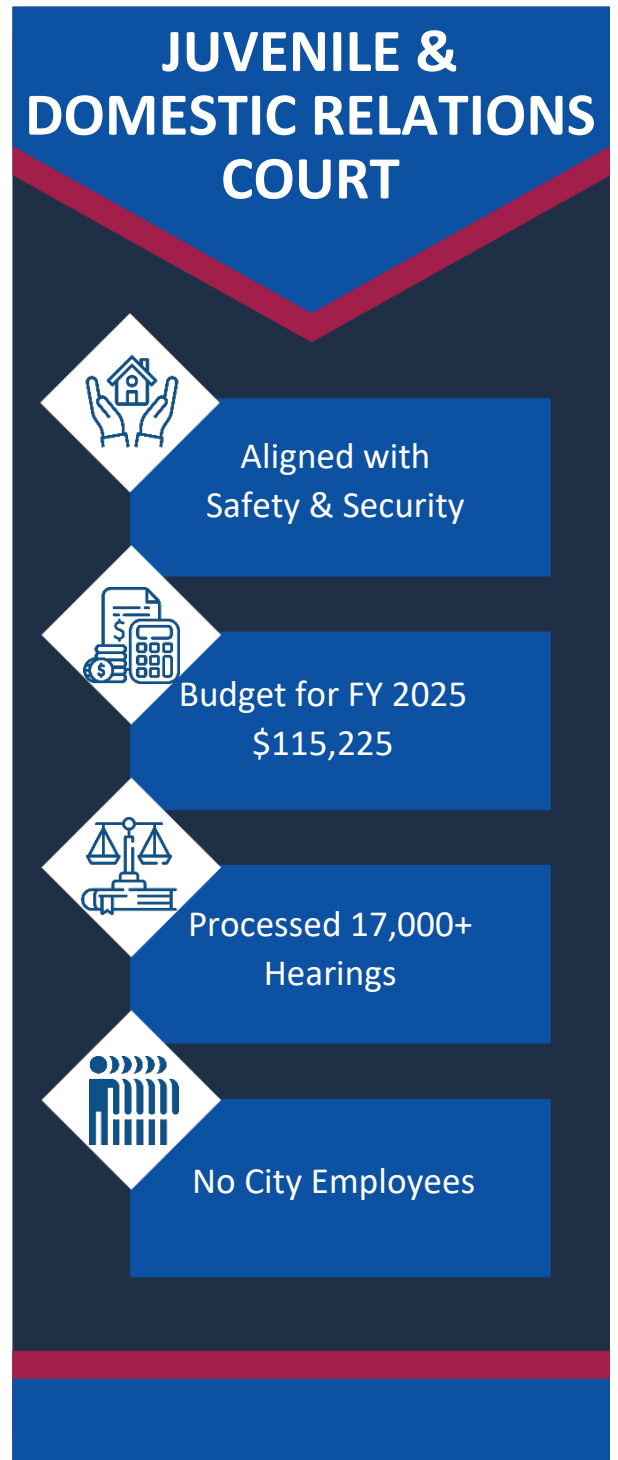 JUVENILE &
DOMESTIC RELATIONS
COURT
Aligned with
Safety & Security
$
$
Budget for FY 2025
$115,225
Processed 17,000+
Hearings
No City Employees